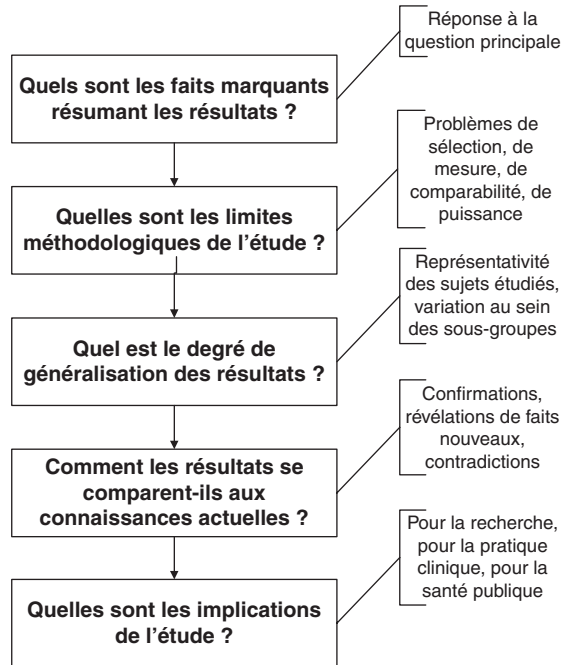 Réponse à la
question principale
Quels sont les faits marquants
résumant les résultats ?
Problèmes de
sélection, de
mesure, de
comparabilité, de
puissance
Quelles sont les limites
méthodologiques de l'étude ?
Représentativité
des sujets étudiés,
variation au sein
des sous-groupes
Quel est le degré de
généralisation des résultats ?
Confirmations,
révélations de faits
nouveaux,
contradictions
Comment les résultats se
comparent-ils aux
connaissances actuelles ?
Pour la recherche,
pour la pratique
clinique, pour la
santé publique
Quelles sont les implications
de l'étude ?